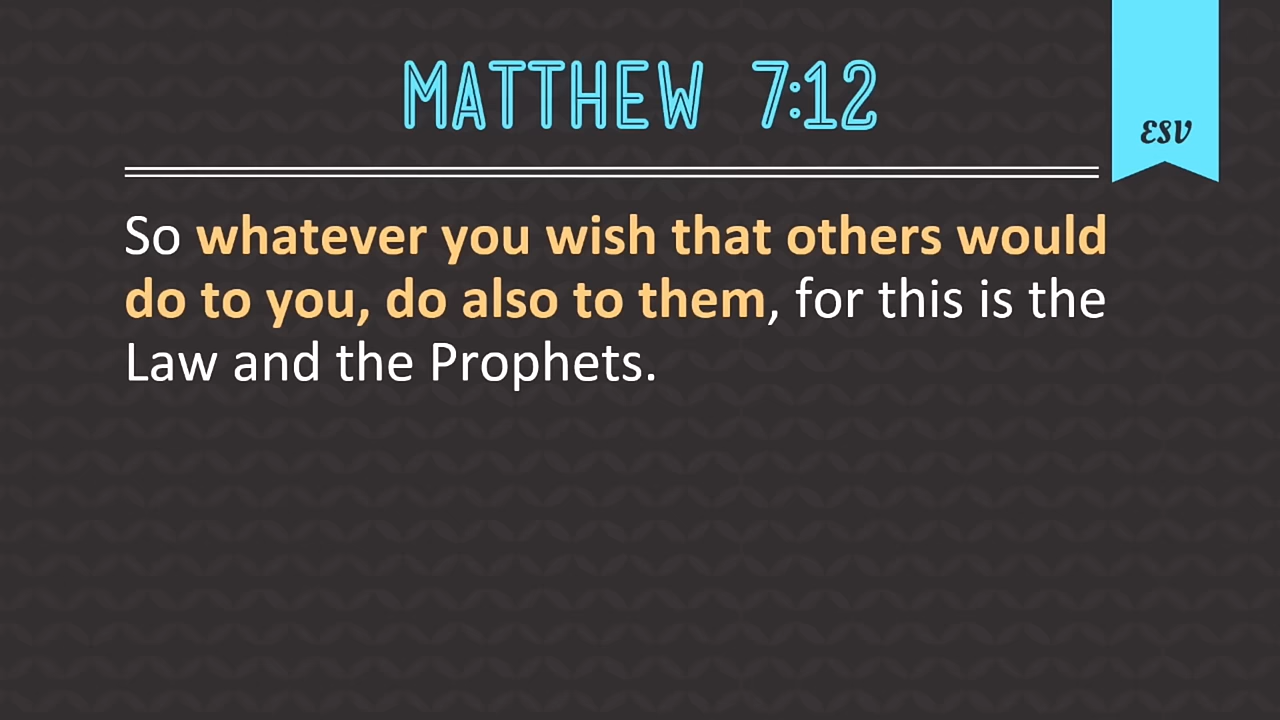 MATTHEW 7:12
ESV
So whatever you wish that others would
do to you, do also to them, for this is the
Law and the Prophets.